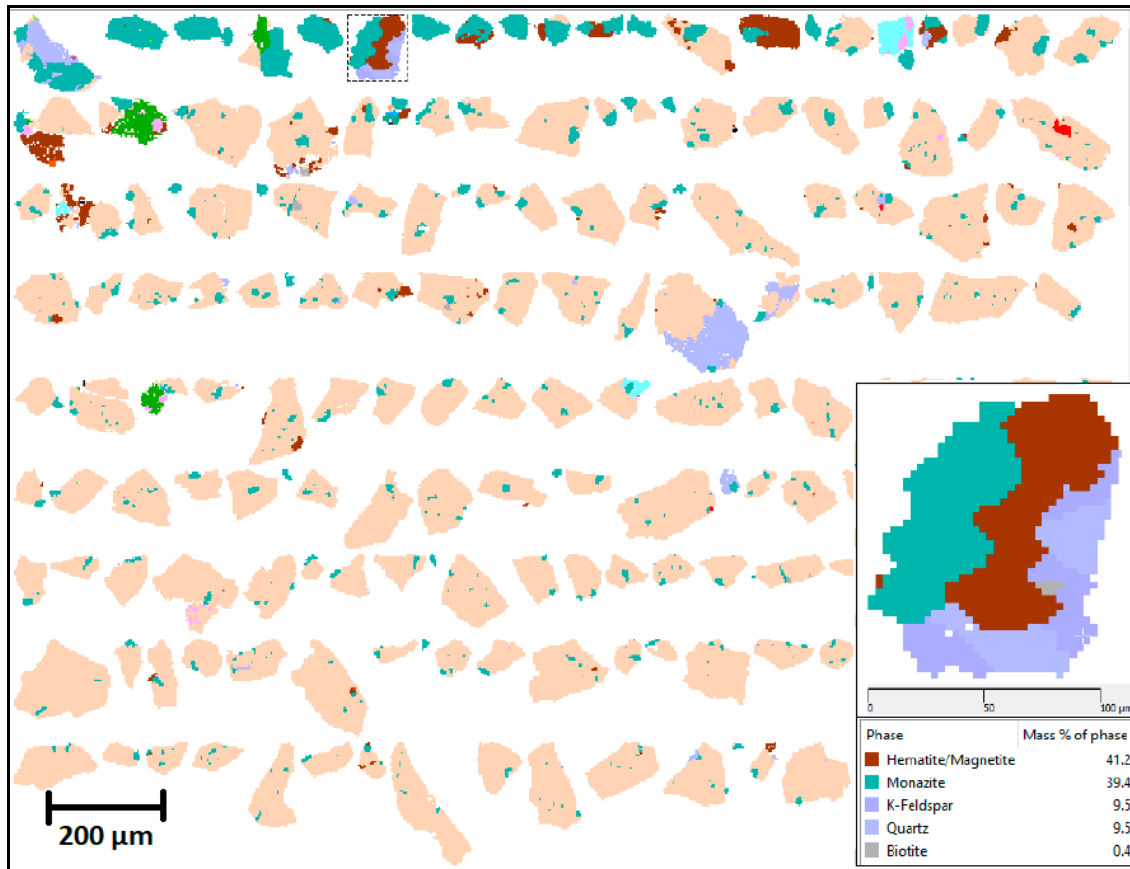 0 50 100 µm
Phase Mass % of phase
Hematite/Magnetite 41.2
Monazite 39.4
K-Feldspar 9.5
Quartz 9.5
Biotite 0.4
200 µm